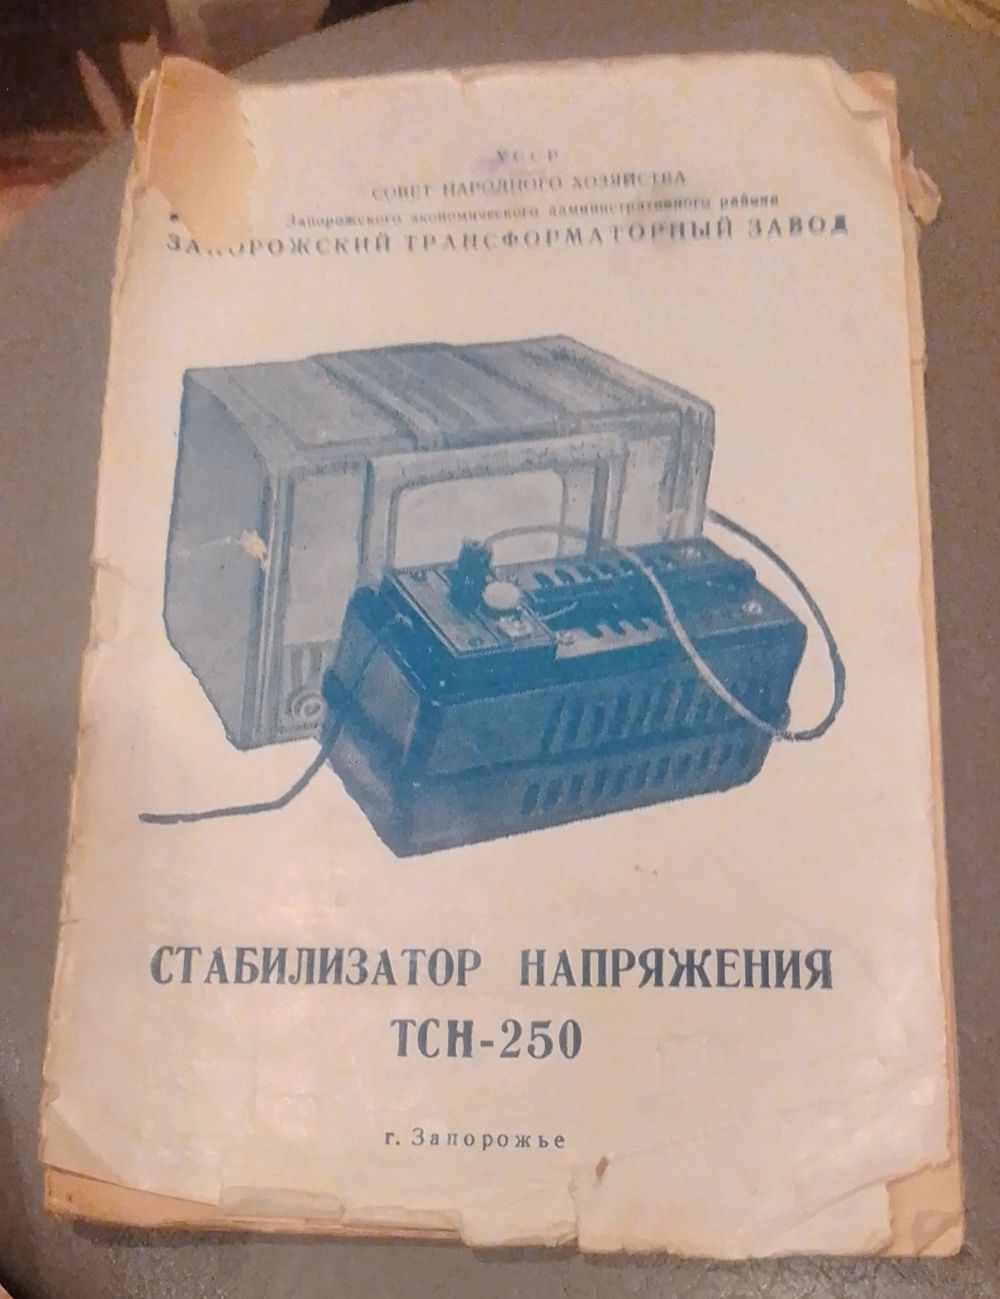 УССР
СОВЕТ НАРОДНОГО ХОЗЯЙСТВА
Запорожского экономического административного района
ЗАПОРОЖСКИЙ ТРАНСФОРМАТОРНЫЙ ЗАВОД
СТАБИЛИЗАТОР НАПРЯЖЕНИЯ
ТСН-250
г. Запорожье